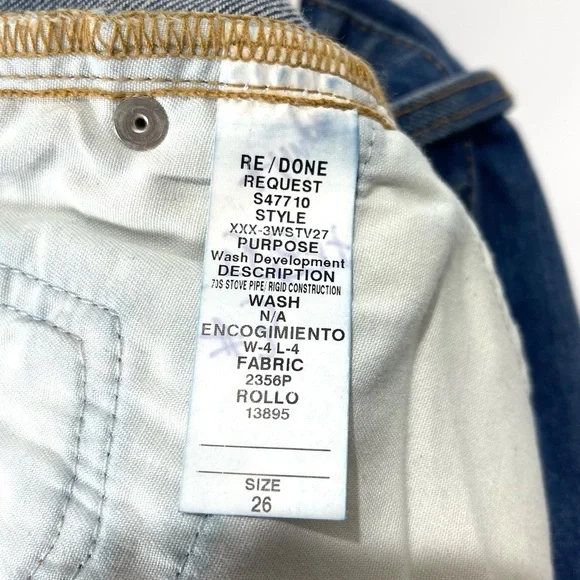 RE/DONE
REQUEST
S47710
STYLE
XXX-3WSTV27
PURPOSE
Wash Development
DESCRIPTION
70S STOVE PIPE/ RIGID CONSTRUCTION
WASH
N/A
ENCOGIMIENTO
W-4 L-4
FABRIC
2356P
ROLLO
13895
SIZE
26